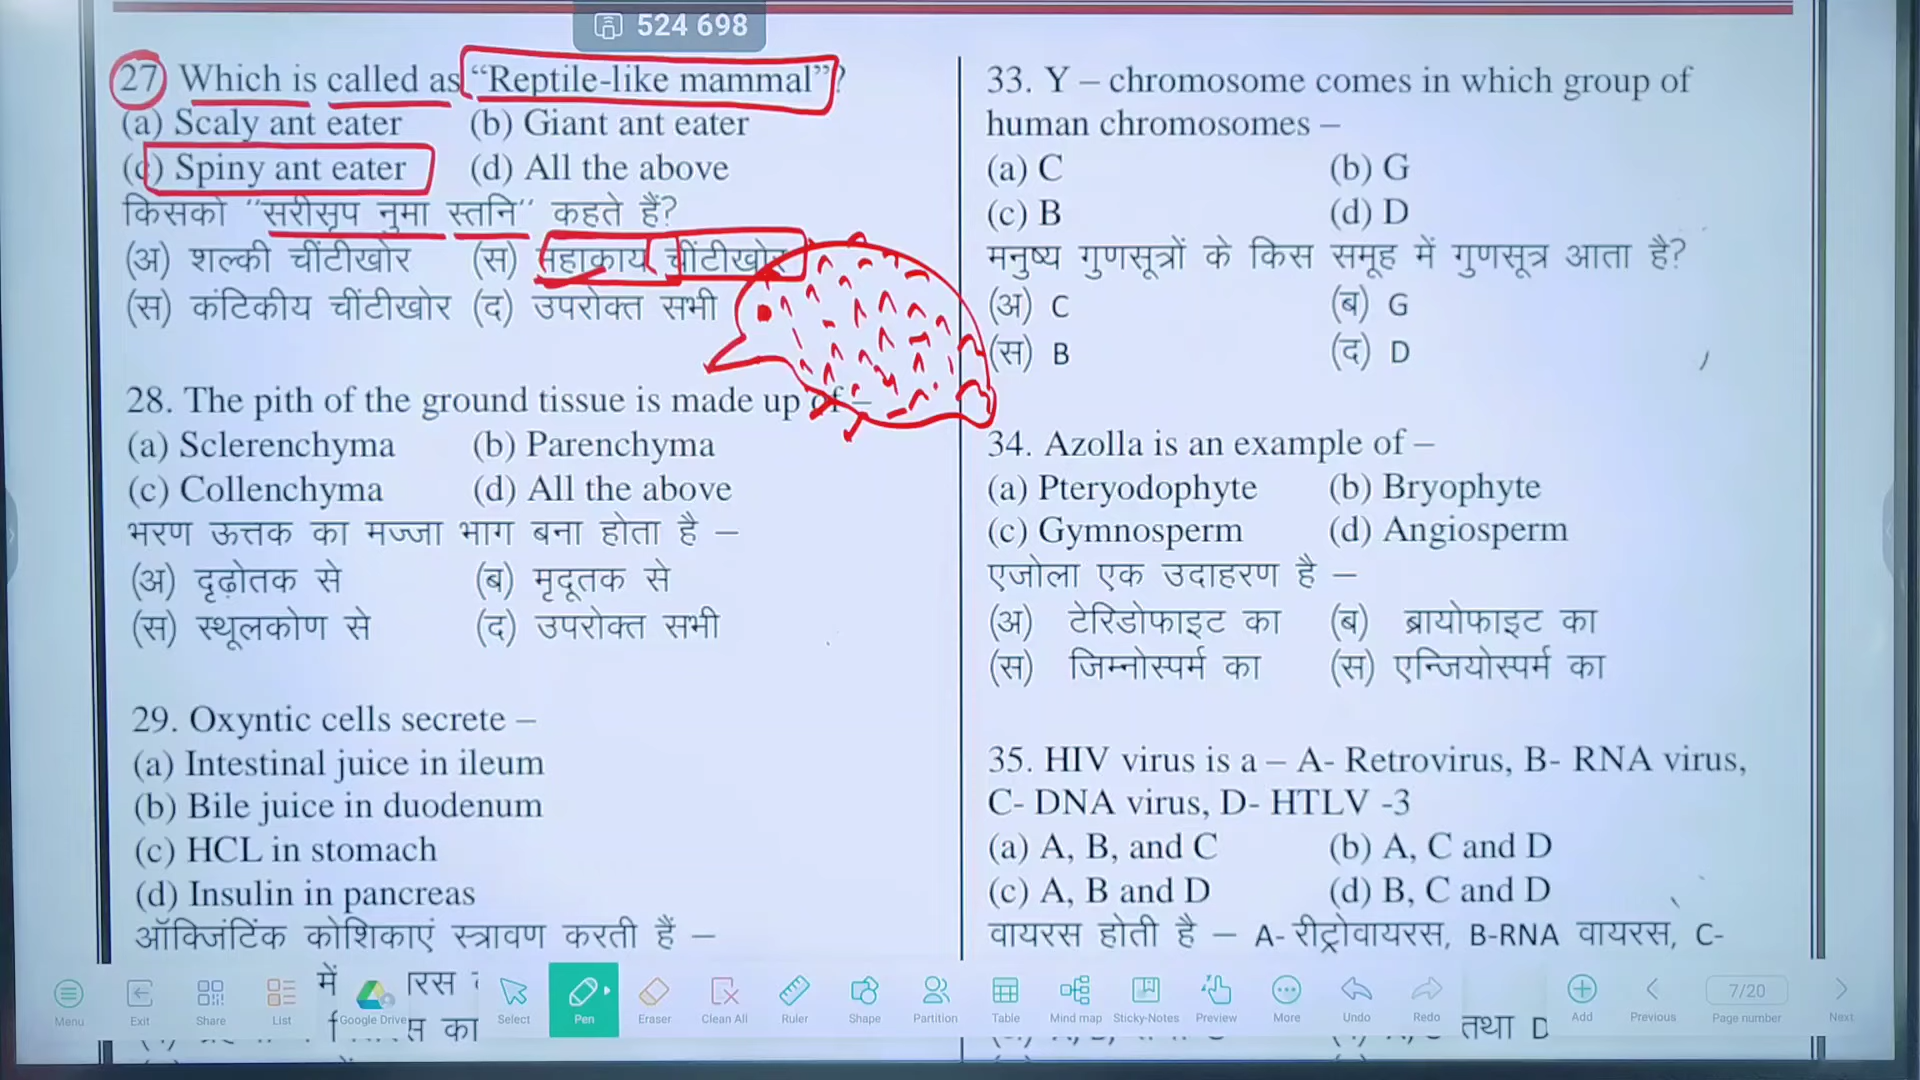 524 698
27 Which is called as “Reptile-like mammal”?
(a) Scaly ant eater (b) Giant ant eater
(c) Spiny ant eater (d) All the above
किसको “सरीसृप नुमा स्तनि” कहते हैं?
(अ) शल्की चींटीखोर (स) महाकाय चींटीखोर
(स) कंटिकीय चींटीखोर (द) उपरोक्त सभी
28. The pith of the ground tissue is made up of –
(a) Sclerenchyma (b) Parenchyma
(c) Collenchyma (d) All the above
भरण ऊत्तक का मज्जा भाग बना होता है –
(अ) दृढ़ोतक से (ब) मृदूतक से
(स) स्थूलकोण से (द) उपरोक्त सभी
29. Oxyntic cells secrete –
(a) Intestinal juice in ileum
(b) Bile juice in duodenum
(c) HCL in stomach
(d) Insulin in pancreas
ऑक्जिंटिंक कोशिकाएं स्त्रावण करती हैं –
में
33. Y – chromosome comes in which group of
human chromosomes –
(a) C (b) G
(c) B (d) D
मनुष्य गुणसूत्रों के किस समूह में गुणसूत्र आता है?
(अ) C (ब) G
(स) B (द) D
34. Azolla is an example of –
(a) Pteryodophyte (b) Bryophyte
(c) Gymnosperm (d) Angiosperm
एजोला एक उदाहरण है –
(अ) टेरिडोफाइट का (ब) ब्रायोफाइट का
(स) जिम्नोस्पर्म का (स) एन्जियोस्पर्म का
35. HIV virus is a – A- Retrovirus, B- RNA virus,
C- DNA virus, D- HTLV -3
(a) A, B, and C (b) A, C and D
(c) A, B and D (d) B, C and D
वायरस होती है – A- रीट्रोवायरस, B-RNA वायरस, C-
तथा D
Menu Exit Share List Google Drive Select Pen Eraser Clean All Ruler Shape Partition Table Mind map Sticky-Notes Preview More Undo Redo Add Previous 7/20 Page number Next